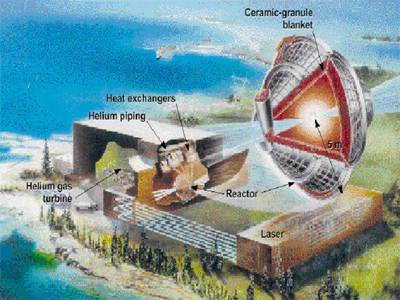 Ceramic-granule
blanket
Heat exchangers
Helium piping
5 m
Helium gas
turbine
Reactor
Laser